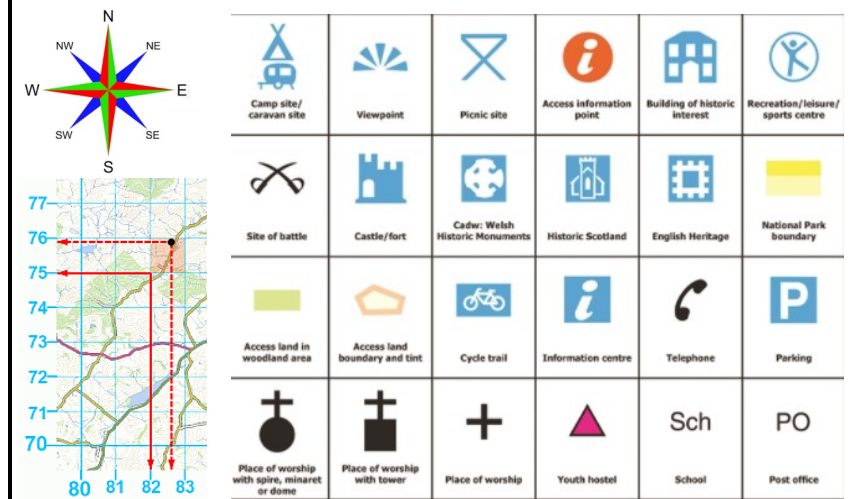 N
NW
NE
W
E
SW
SE
S
77
76
75
74
73
72
71
70
80
81
82
83
Camp site/
caravan site
Viewpoint
Picnic site
i
Access information
point
Building of historic
interest
Recreation/leisure/
sports centre
Site of battle
Castle/fort
Cadw: Welsh
Historic Monuments
Historic Scotland
English Heritage
National Park
boundary
Access land in
woodland area
Access land
boundary and tint
Cycle trail
i
Information centre
Telephone
P
Parking
Place of worship
with spire, minaret
or dome
Place of worship
with tower
Place of worship
Youth hostel
Sch
School
PO
Post office